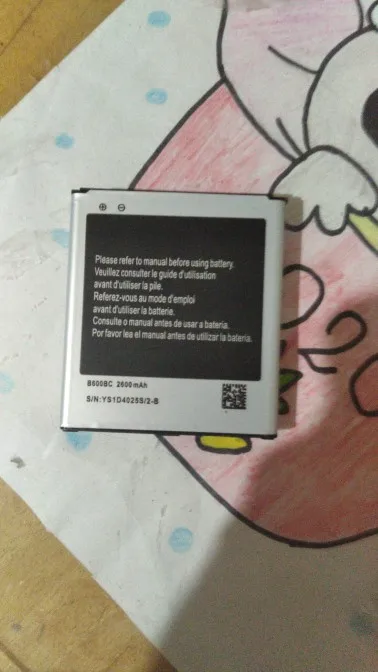 Please refer to manual before using battery.
Veuillez consulter le guide d'utilisation
avant d'utiliser la pile.
Referez-vous au mode d'emploi
avant d'utiliser la batterie.
Consulte o manual antes de usar a bateria.
Por favor lea el manual antes de utilizar la bateria.
B600BC 2600mAh
S/N:YS1D4025S/2-B